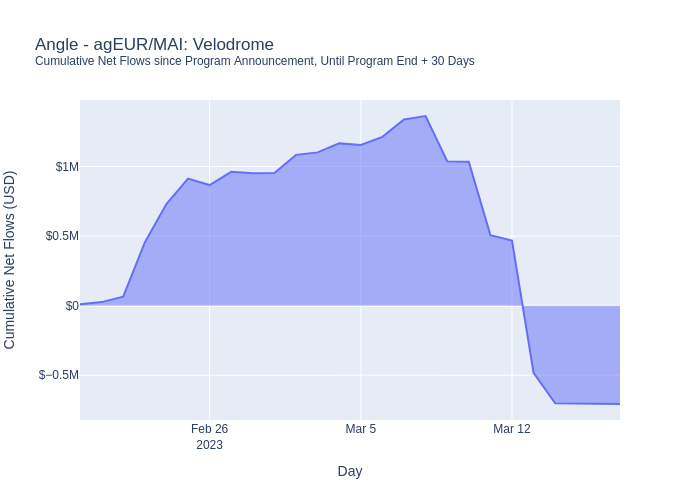 Angle - agEUR/MAI: Velodrome
Cumulative Net Flows since Program Announcement, Until Program End + 30 Days
Cumulative Net Flows (USD)
$1M
$0.5M
$0
$−0.5M
Feb 26
2023
Mar 5
Mar 12
Day